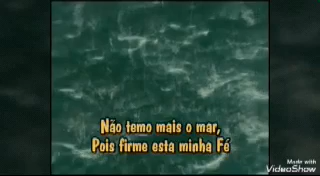 Não temo mais o mar,
Pois firme esta minha Fé
Made with
VideoShow